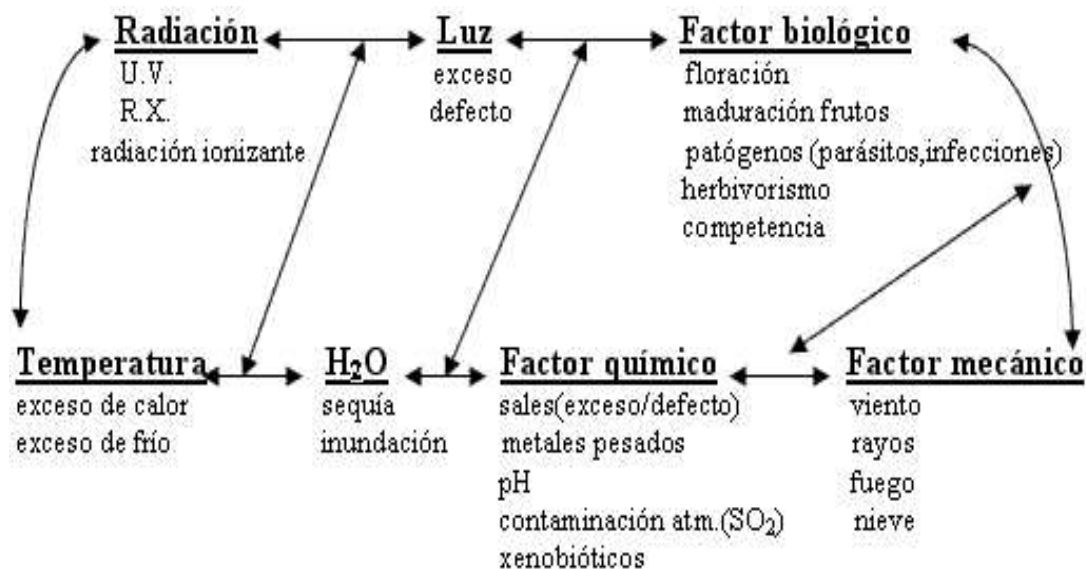 Radiación
U.V.
R.X.
radiación ionizante
Luz
exceso
defecto
Factor biológico
floración
maduración frutos
patógenos (parásitos,infecciones)
herbivorismo
competencia
Temperatura
exceso de calor
exceso de frío
H₂O
sequía
inundación
Factor químico
sales(exceso/defecto)
metales pesados
pH
contaminación atm.(SO₂)
xenobióticos
Factor mecánico
viento
rayos
fuego
nieve